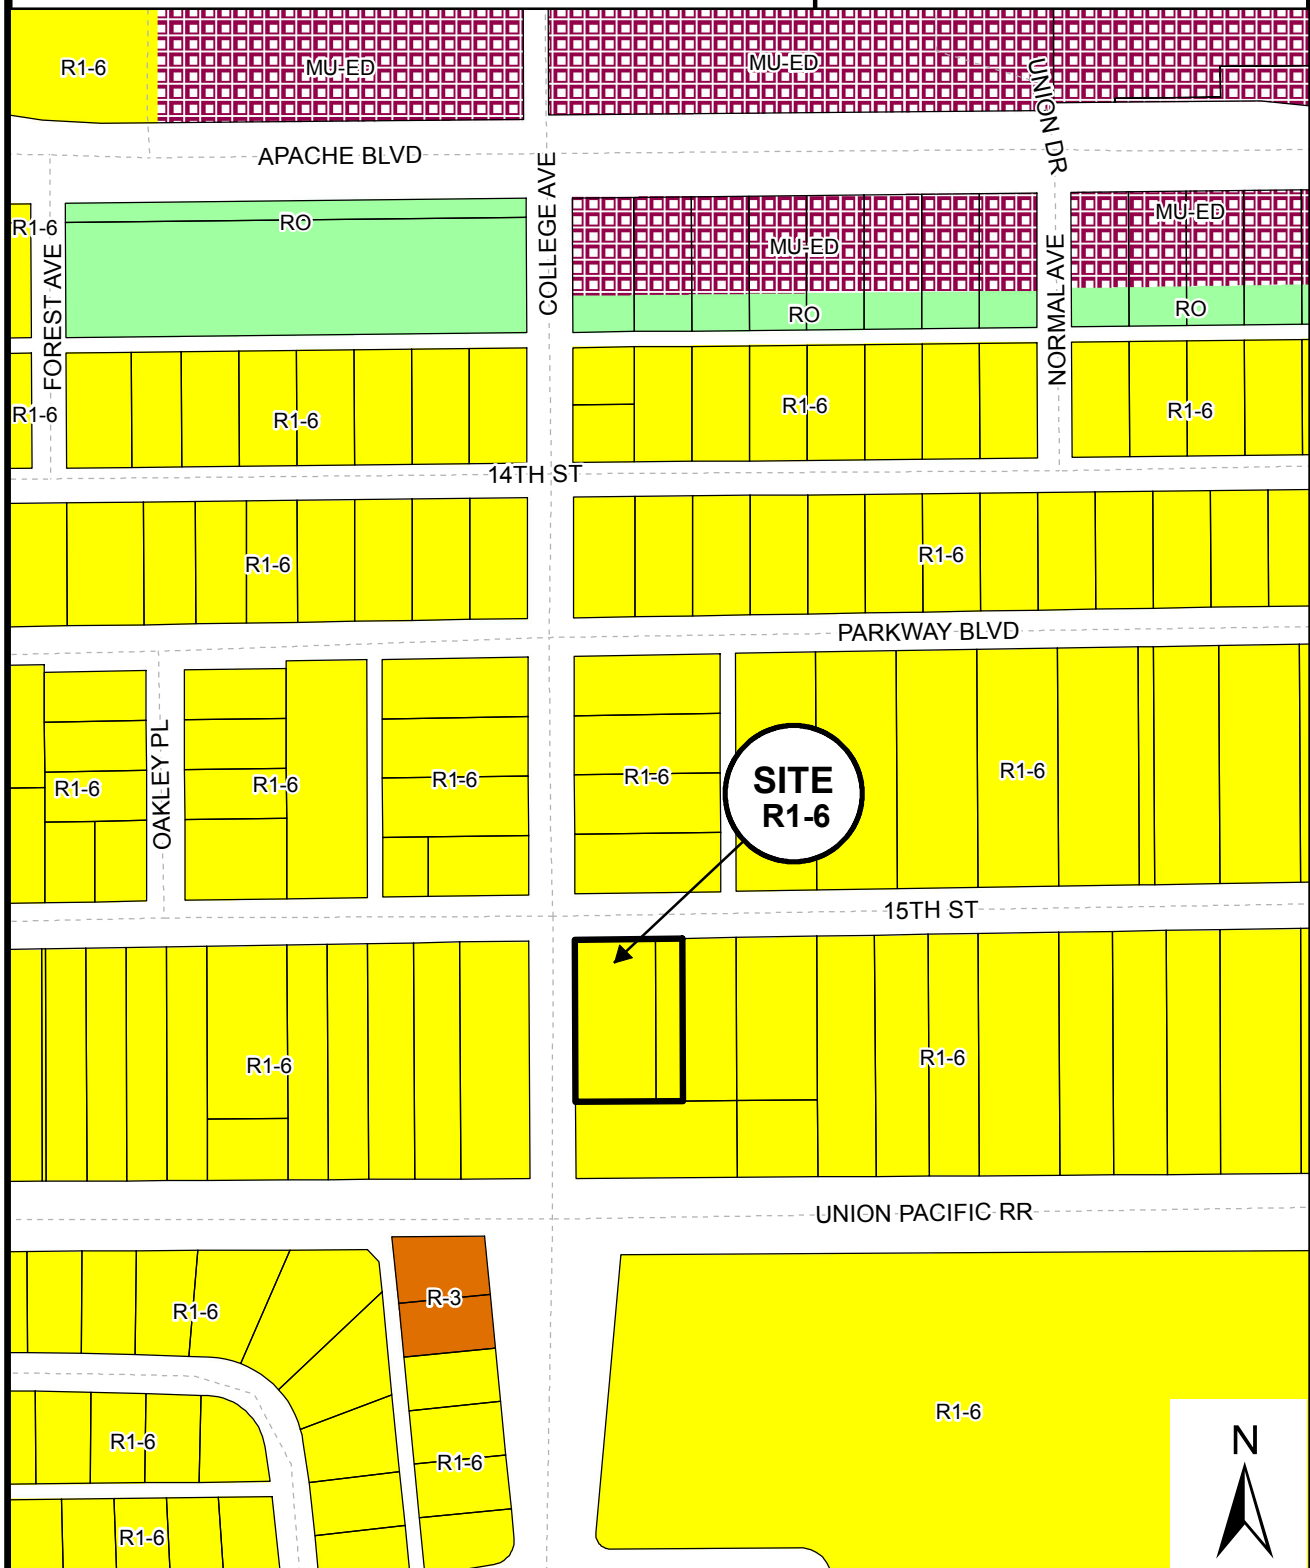 R1-6
MU-ED
MU-ED
UNION DR
APACHE BLVD
COLLEGE AVE
R1-6
RO
MU-ED
MU-ED
FOREST AVE
NORMAL AVE
RO
RO
R1-6
R1-6
R1-6
R1-6
14TH ST
R1-6
R1-6
PARKWAY BLVD
OAKLEY PL
R1-6
R1-6
R1-6
R1-6
SITE
R1-6
R1-6
15TH ST
R1-6
R1-6
UNION PACIFIC RR
R-3
R1-6
R1-6
R1-6
R1-6
R1-6
N